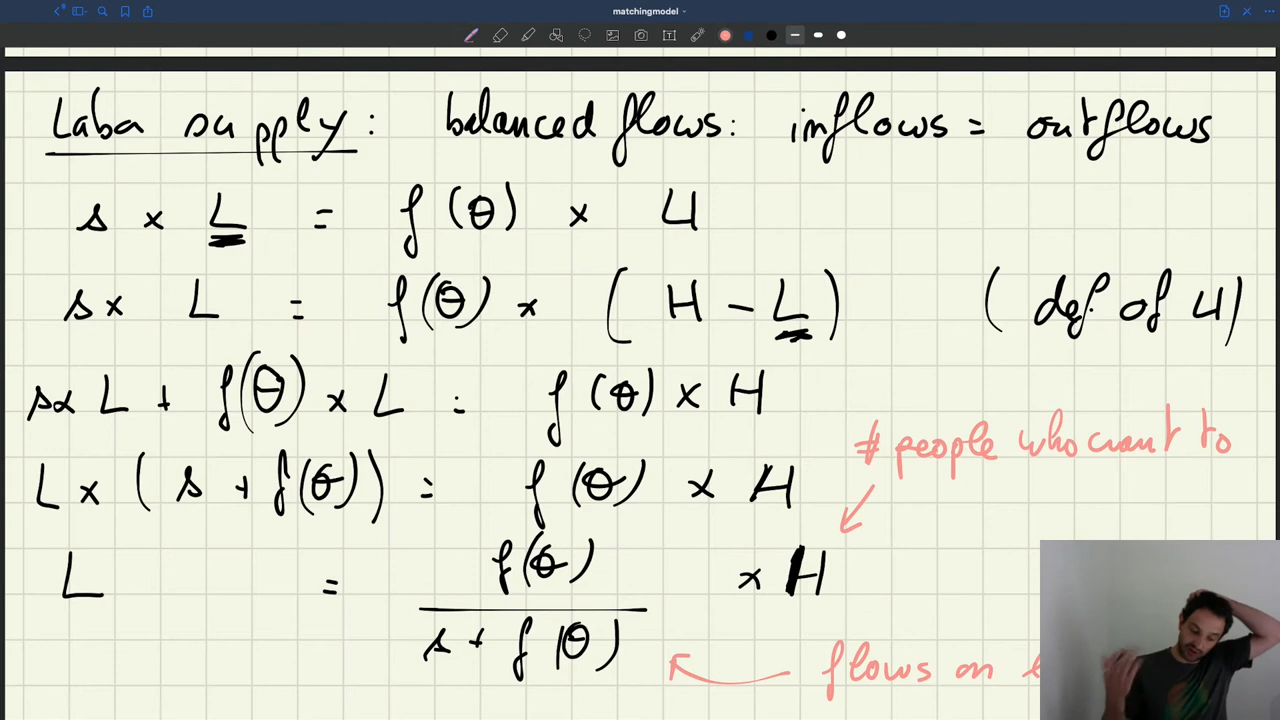 matchingmodel
Labor supply: balanced flows: inflows = outflows
s × L = f(θ) × U
s × L = f(θ) × (H − L) (def. of U)
s × L + f(θ) × L = f(θ) × H
# people who want to
L × (s + f(θ)) = f(θ) × H
L = f(θ) / s + f(θ) × H
flows on